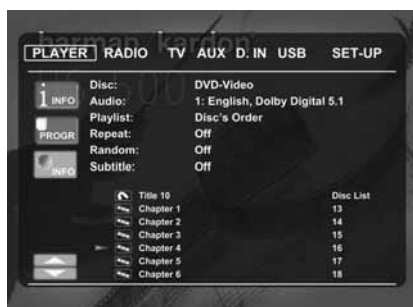 harman kardon
PLAYER RADIO TV AUX D. IN USB SET-UP
Disc: DVD-Video
Audio: 1: English, Dolby Digital 5.1
Playlist: Disc's Order
Repeat: Off
Random: Off
Subtitle: Off
i INFO
PROGR
INFO
Title 10 Disc List
Chapter 1 13
Chapter 2 14
Chapter 3 15
Chapter 4 16
Chapter 5 17
Chapter 6 18